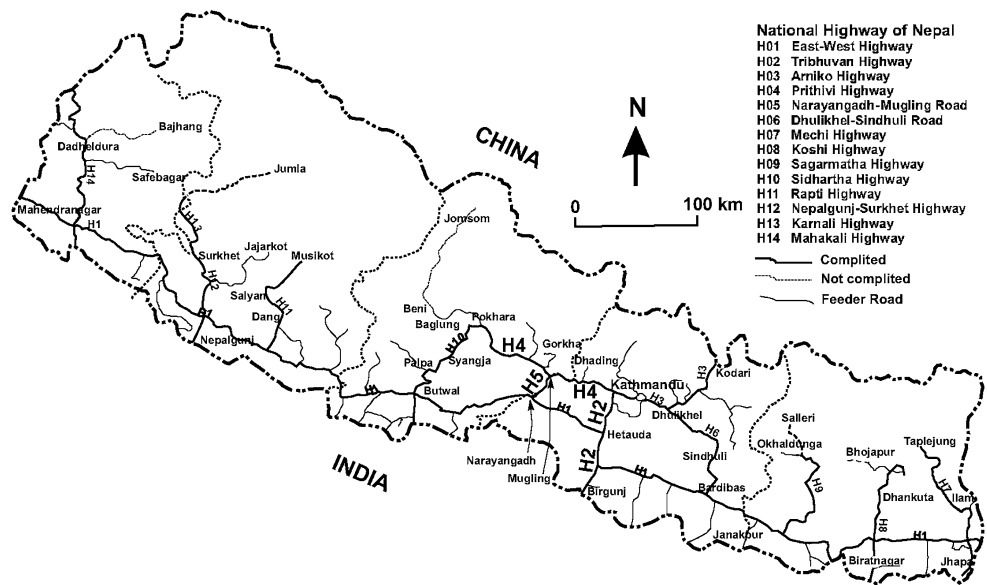 National Highway of Nepal
H01 East-West Highway
H02 Tribhuvan Highway
H03 Arniko Highway
H04 Prithivi Highway
H05 Narayangadh-Mugling Road
H06 Dhulikhel-Sindhuli Road
H07 Mechi Highway
H08 Koshi Highway
H09 Sagarmatha Highway
H10 Sidhartha Highway
H11 Rapti Highway
H12 Nepalgunj-Surkhet Highway
H13 Karnali Highway
H14 Mahakali Highway
Complited
Not complited
Feeder Road
N
0 100 km
CHINA
INDIA
Bajhang
Dadheldura
H14
Safebagar
Jumla
Mahendranagar
H1
H13
Surkhet
Jajarkot
Musikot
H12
Salyan
H11
Dang
H1
Nepalgunj
Jomsom
Beni
Baglung
Pokhara
H10
Syangja
Palpa
H1
Butwal
H4
Gorkha
Dhading
H5
H4
H1
H2
Kathmandu
H3
Kodari
H3
Dhulikhel
H6
Hetauda
Sindhuli
Narayangadh
Mugling
H2
H1
Birgunj
Bardibas
Janakpur
Salleri
Okhaldunga
H9
Taplejung
Bhojapur
H7
Dhankuta
Ilam
H8
H1
Biratnagar
Jhapa